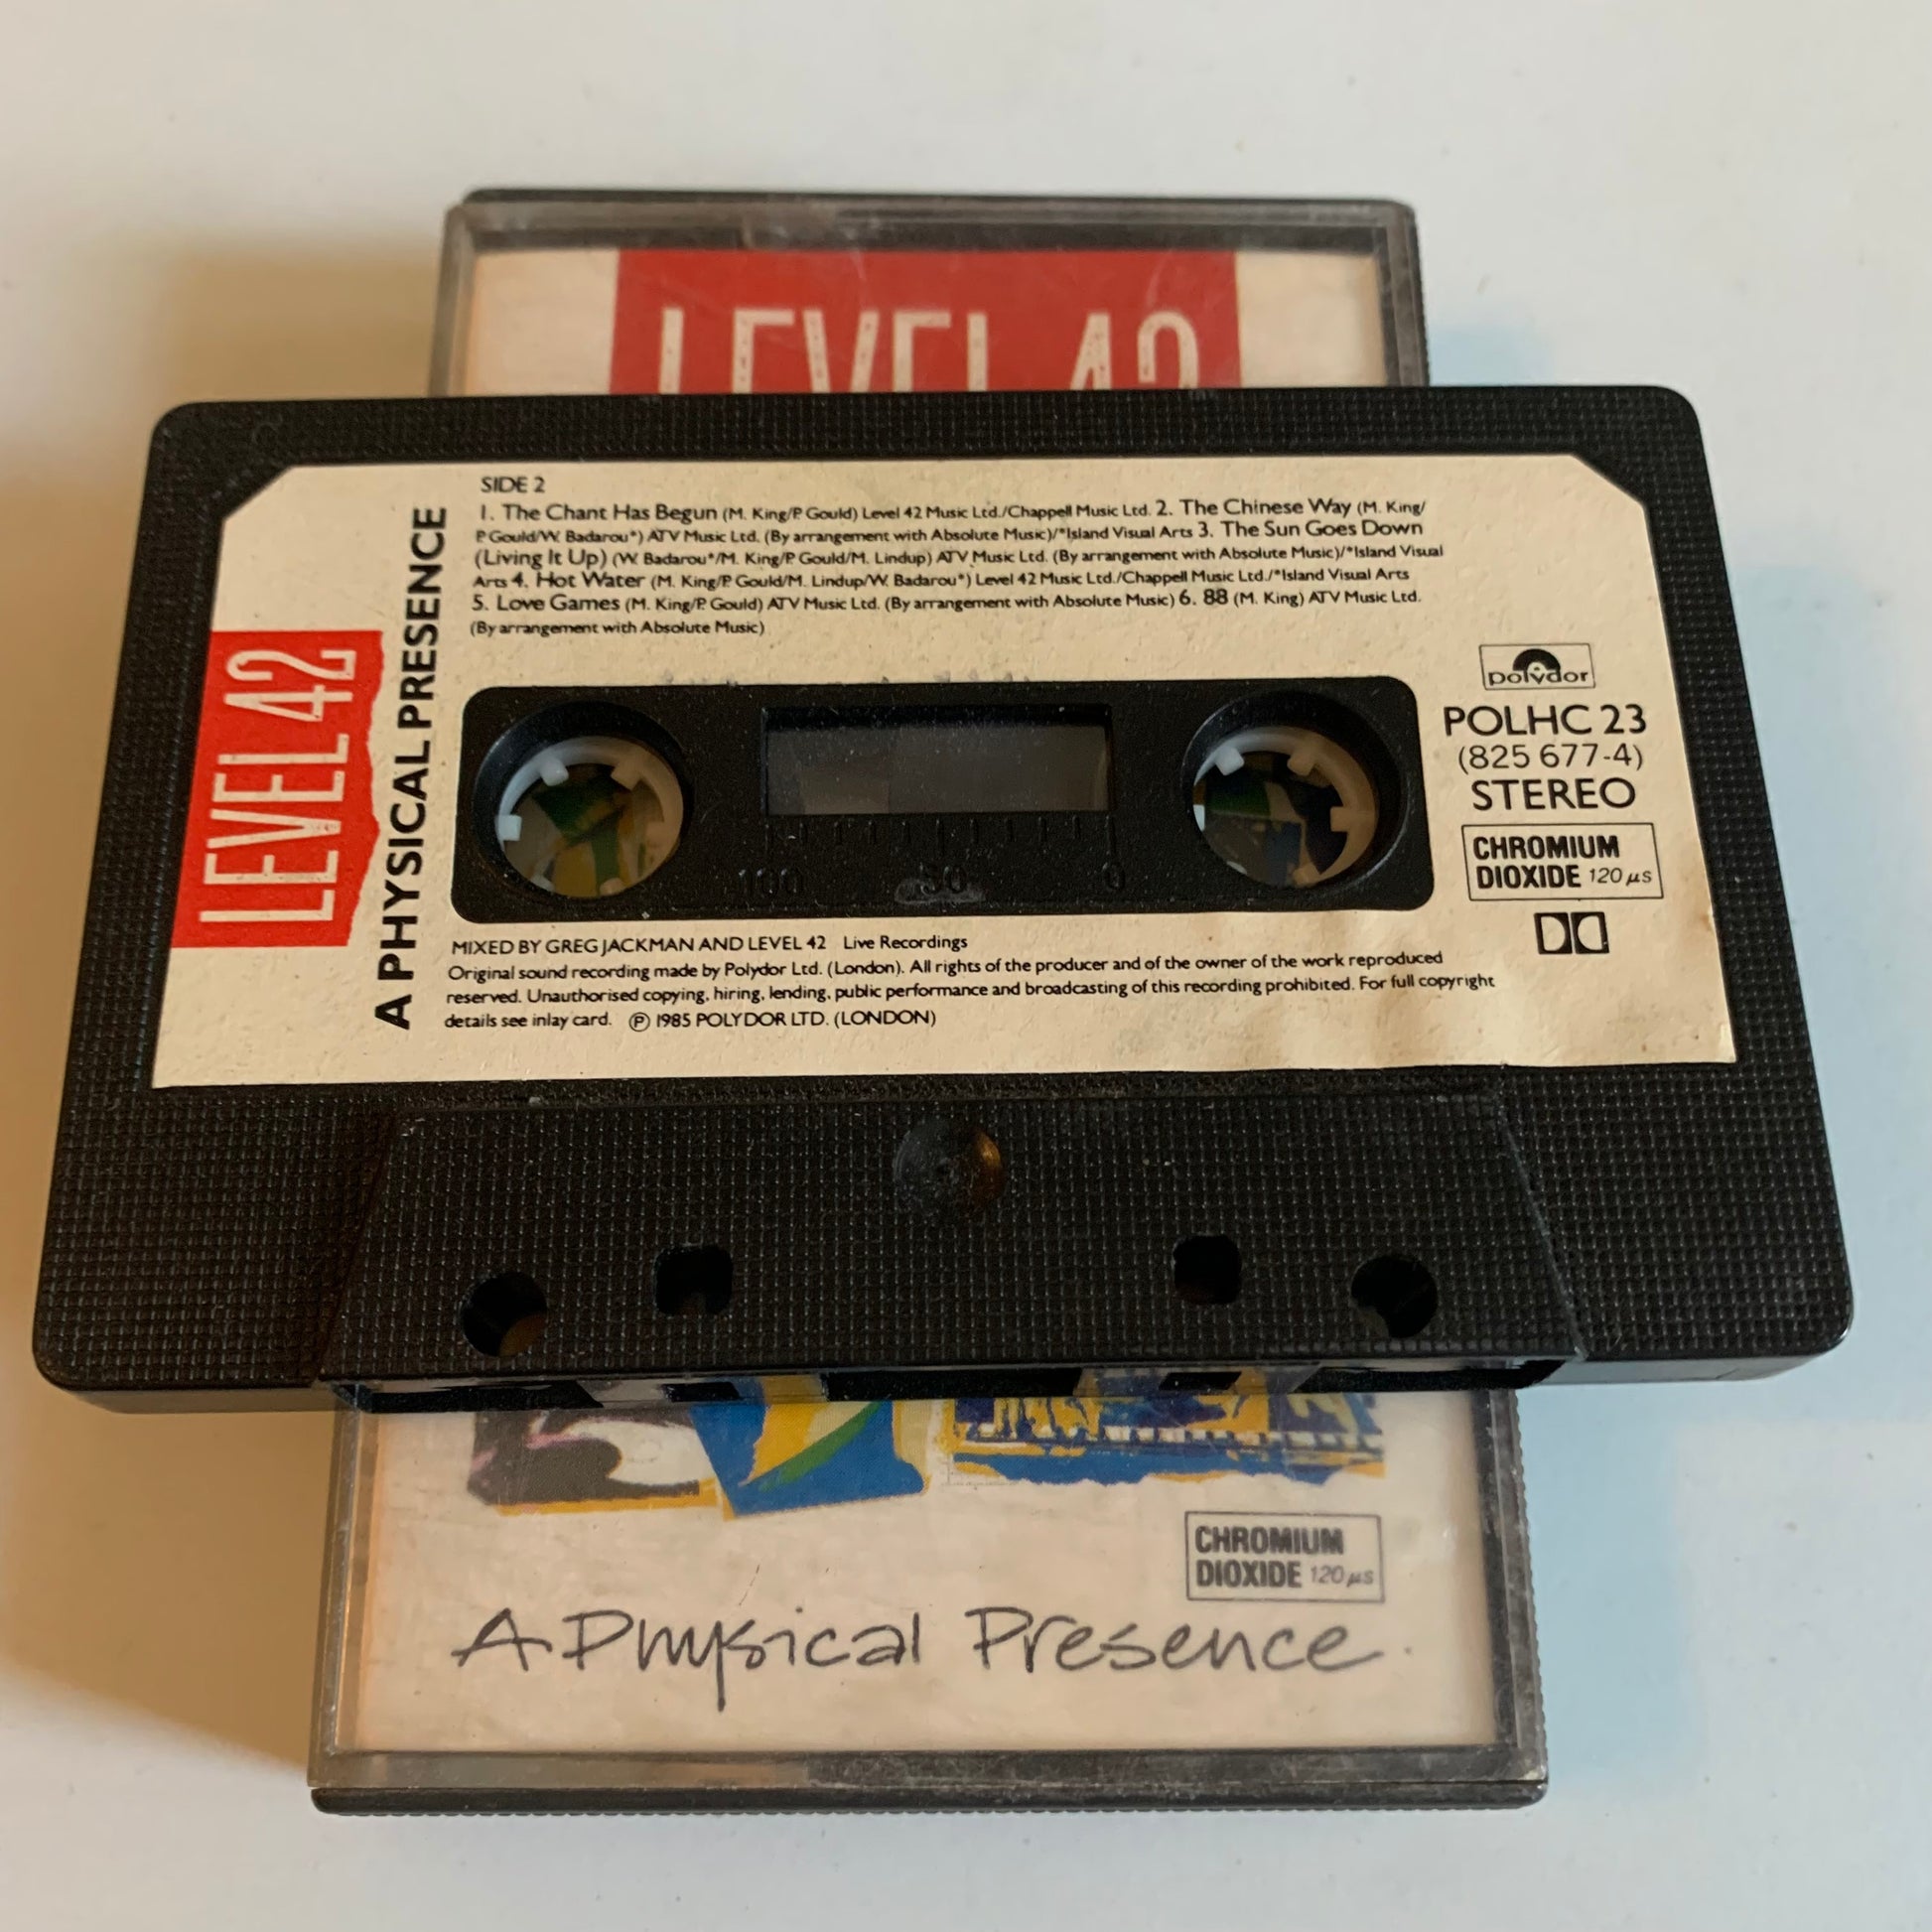 LEVEL 42
SIDE 2
1. The Chant Has Begun (M. King/P. Gould) Level 42 Music Ltd./Chappell Music Ltd. 2. The Chinese Way (M. King/
P. Gould/W. Badarou*) ATV Music Ltd. (By arrangement with Absolute Music)/*Island Visual Arts 3. The Sun Goes Down
(Living It Up) (W. Badarou*/M. King/P. Gould/M. Lindup) ATV Music Ltd. (By arrangement with Absolute Music)/*Island Visual
Arts 4. Hot Water (M. King/P. Gould/M. Lindup/W. Badarou*) Level 42 Music Ltd./Chappell Music Ltd./*Island Visual Arts
5. Love Games (M. King/P. Gould) ATV Music Ltd. (By arrangement with Absolute Music) 6. 88 (M. King) ATV Music Ltd.
(By arrangement with Absolute Music)
LEVEL 42
A PHYSICAL PRESENCE
polydor
POLHC 23
(825 677-4)
STEREO
CHROMIUM
DIOXIDE 120 µs
100 50 0
MIXED BY GREG JACKMAN AND LEVEL 42 Live Recordings
Original sound recording made by Polydor Ltd. (London). All rights of the producer and of the owner of the work reproduced
reserved. Unauthorised copying, hiring, lending, public performance and broadcasting of this recording prohibited. For full copyright
details see inlay card. ℗ 1985 POLYDOR LTD. (LONDON)
CHROMIUM
DIOXIDE 120 µs
A Physical Presence.